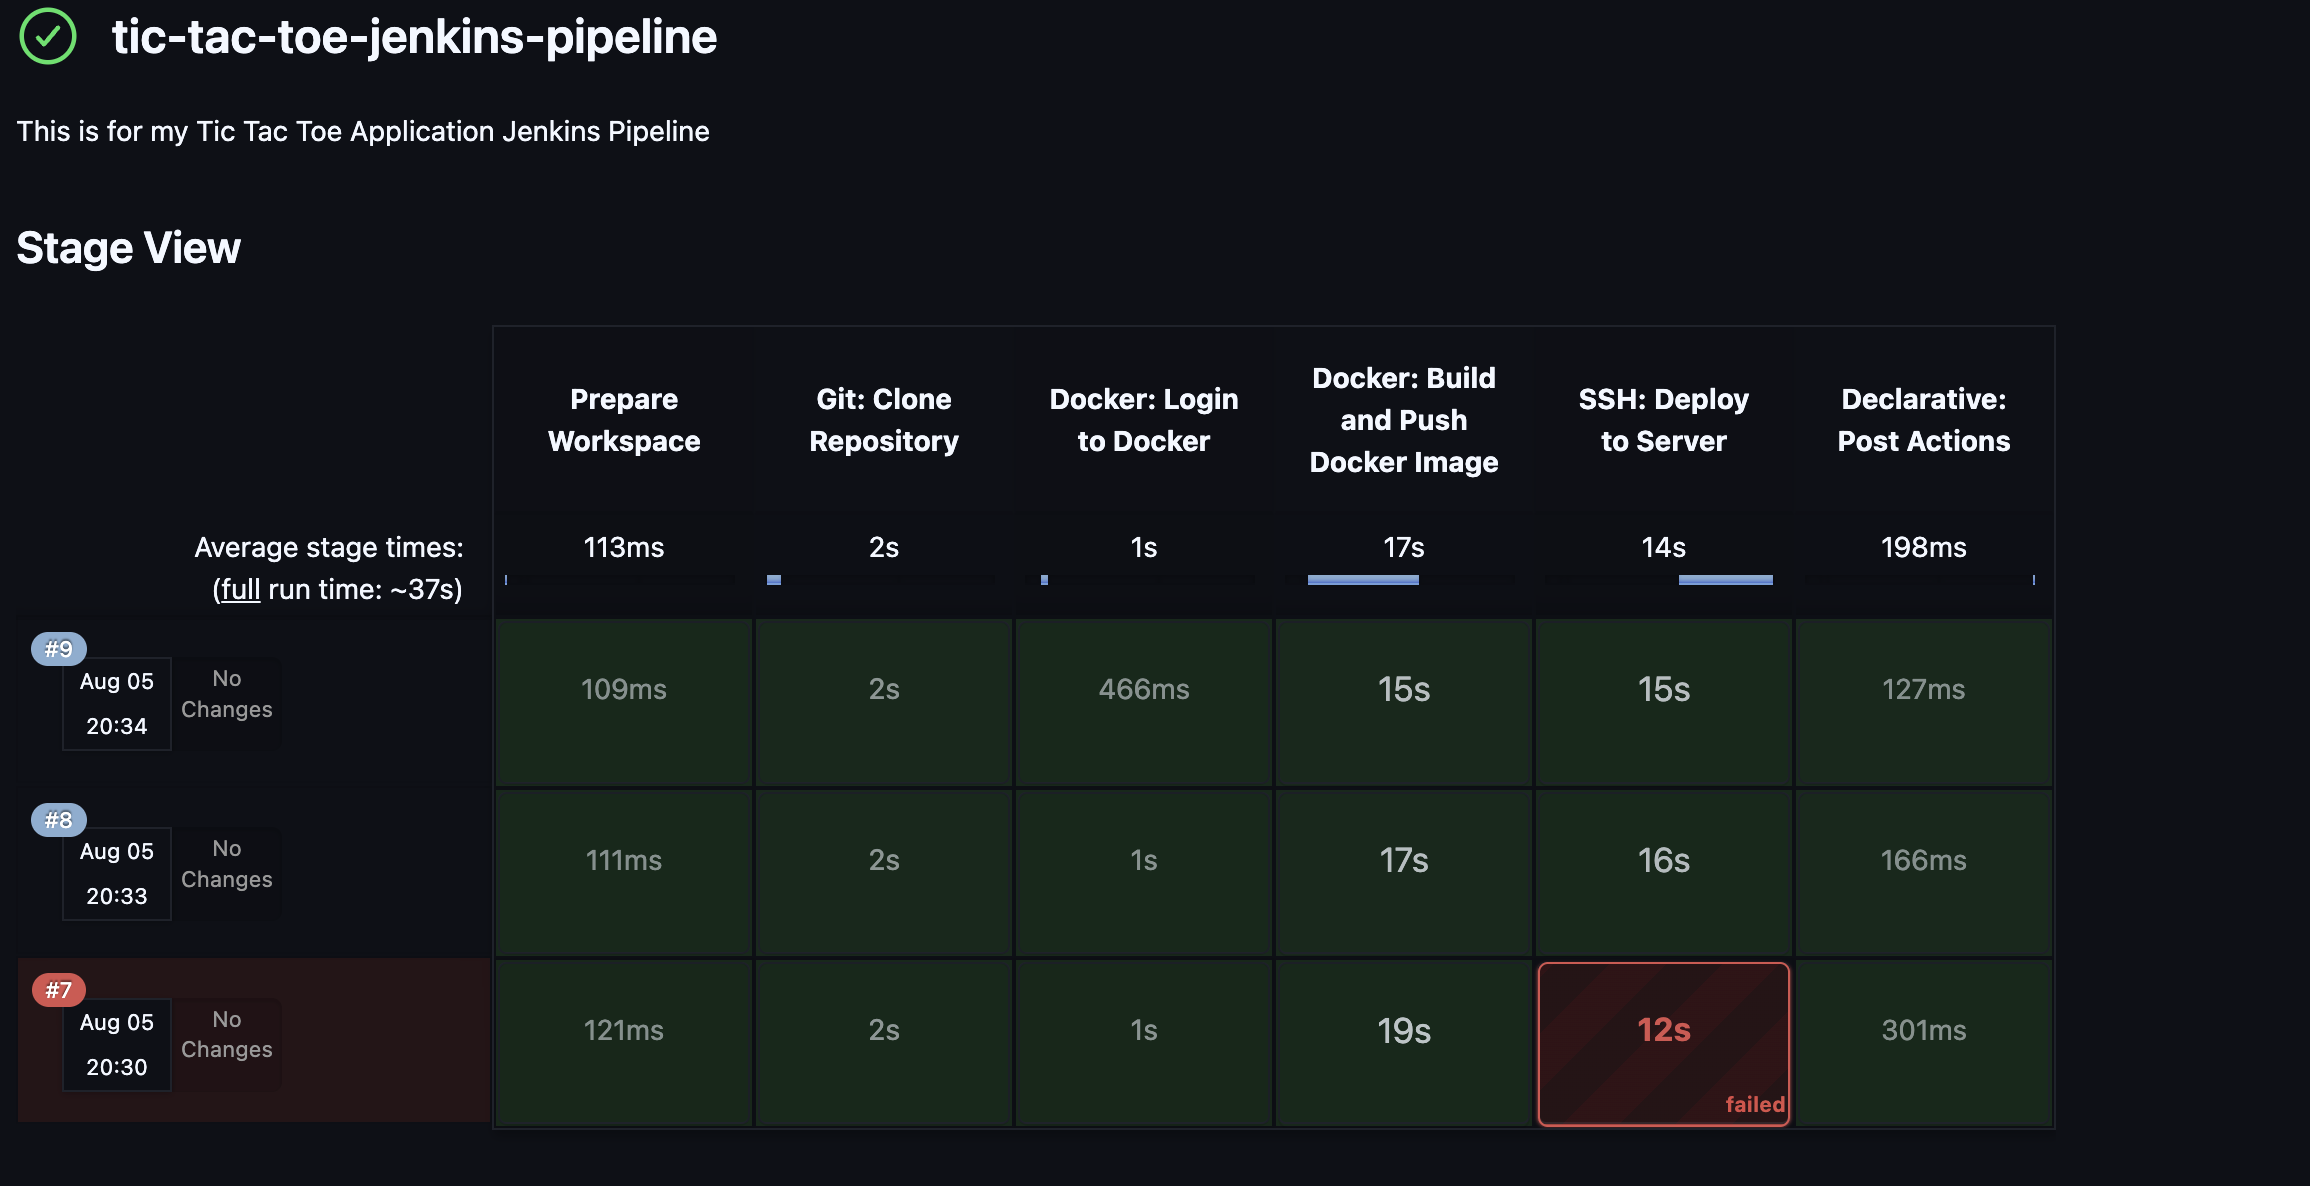 tic-tac-toe-jenkins-pipeline
This is for my Tic Tac Toe Application Jenkins Pipeline
Stage View
Prepare
Workspace
Git: Clone
Repository
Docker: Login
to Docker
Docker: Build
and Push
Docker Image
SSH: Deploy
to Server
Declarative:
Post Actions
Average stage times:
(full run time: ~37s)
113ms
2s
1s
17s
14s
198ms
#9
Aug 05
20:34
No
Changes
109ms
2s
466ms
15s
15s
127ms
#8
Aug 05
20:33
No
Changes
111ms
2s
1s
17s
16s
166ms
#7
Aug 05
20:30
No
Changes
121ms
2s
1s
19s
12s
failed
301ms